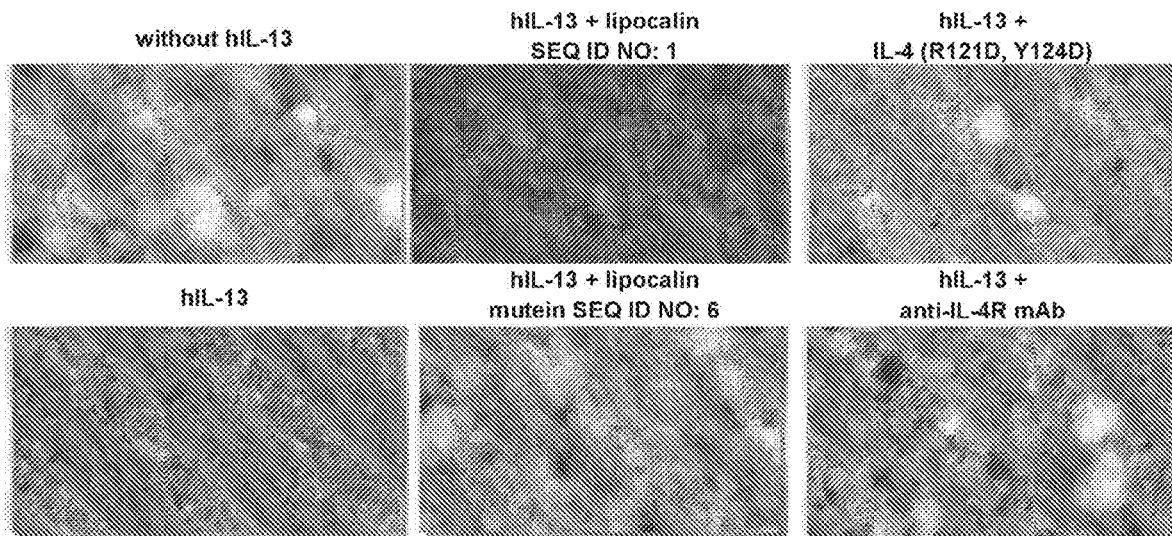 without hIL-13
hIL-13 + lipocalin
SEQ ID NO: 1
hIL-13 +
IL-4 (R121D, Y124D)
hIL-13
hIL-13 + lipocalin
mutein SEQ ID NO: 6
hIL-13 +
anti-IL-4R mAb